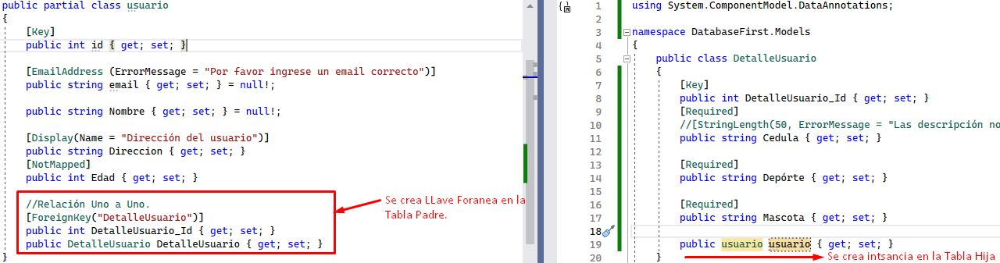 public partial class usuario
{
[Key]
public int id { get; set; }
[EmailAddress (ErrorMessage = "Por favor ingrese un email correcto")]
public string email { get; set; } = null!;
public string Nombre { get; set; } = null!;
[Display(Name = "Dirección del usuario")]
public string Direccion { get; set; }
[NotMapped]
public int Edad { get; set; }
//Relación Uno a Uno.
[ForeignKey("DetalleUsuario")]
public int DetalleUsuario_Id { get; set; }
public DetalleUsuario DetalleUsuario { get; set; }
}
Se crea LLave Foranea en la
Tabla Padre.
1 using System.ComponentModel.DataAnnotations;
2
3 namespace DatabaseFirst.Models
4 {
5 public class DetalleUsuario
6 {
7 [Key]
8 public int DetalleUsuario_Id { get; set; }
9 [Required]
10 //[StringLength(50, ErrorMessage = "Las descripción no
11 public string Cedula { get; set; }
12
13 [Required]
14 public string Depórte { get; set; }
15
16 [Required]
17 public string Mascota { get; set; }
18
19 public usuario usuario { get; set; }
20 }
Se crea intsancia en la Tabla Hija